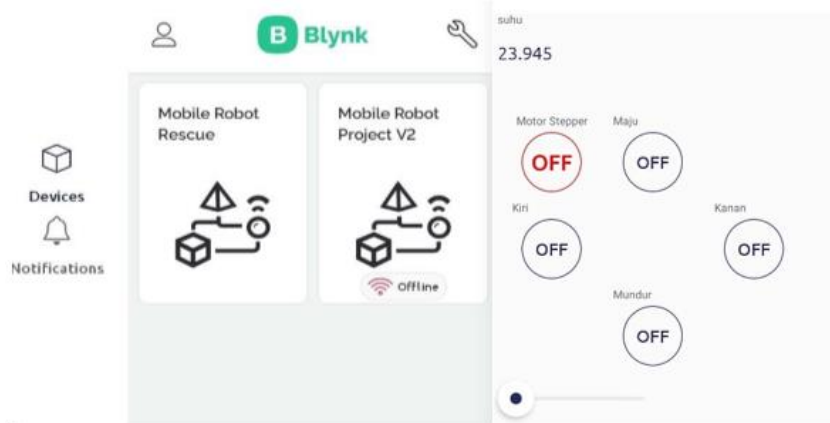 Devices
Notifications
B Blynk
Mobile Robot
Rescue
Mobile Robot
Project V2
Offline
suhu
23.945
Motor Stepper
OFF
Maju
OFF
Kiri
OFF
Kanan
OFF
Mundur
OFF